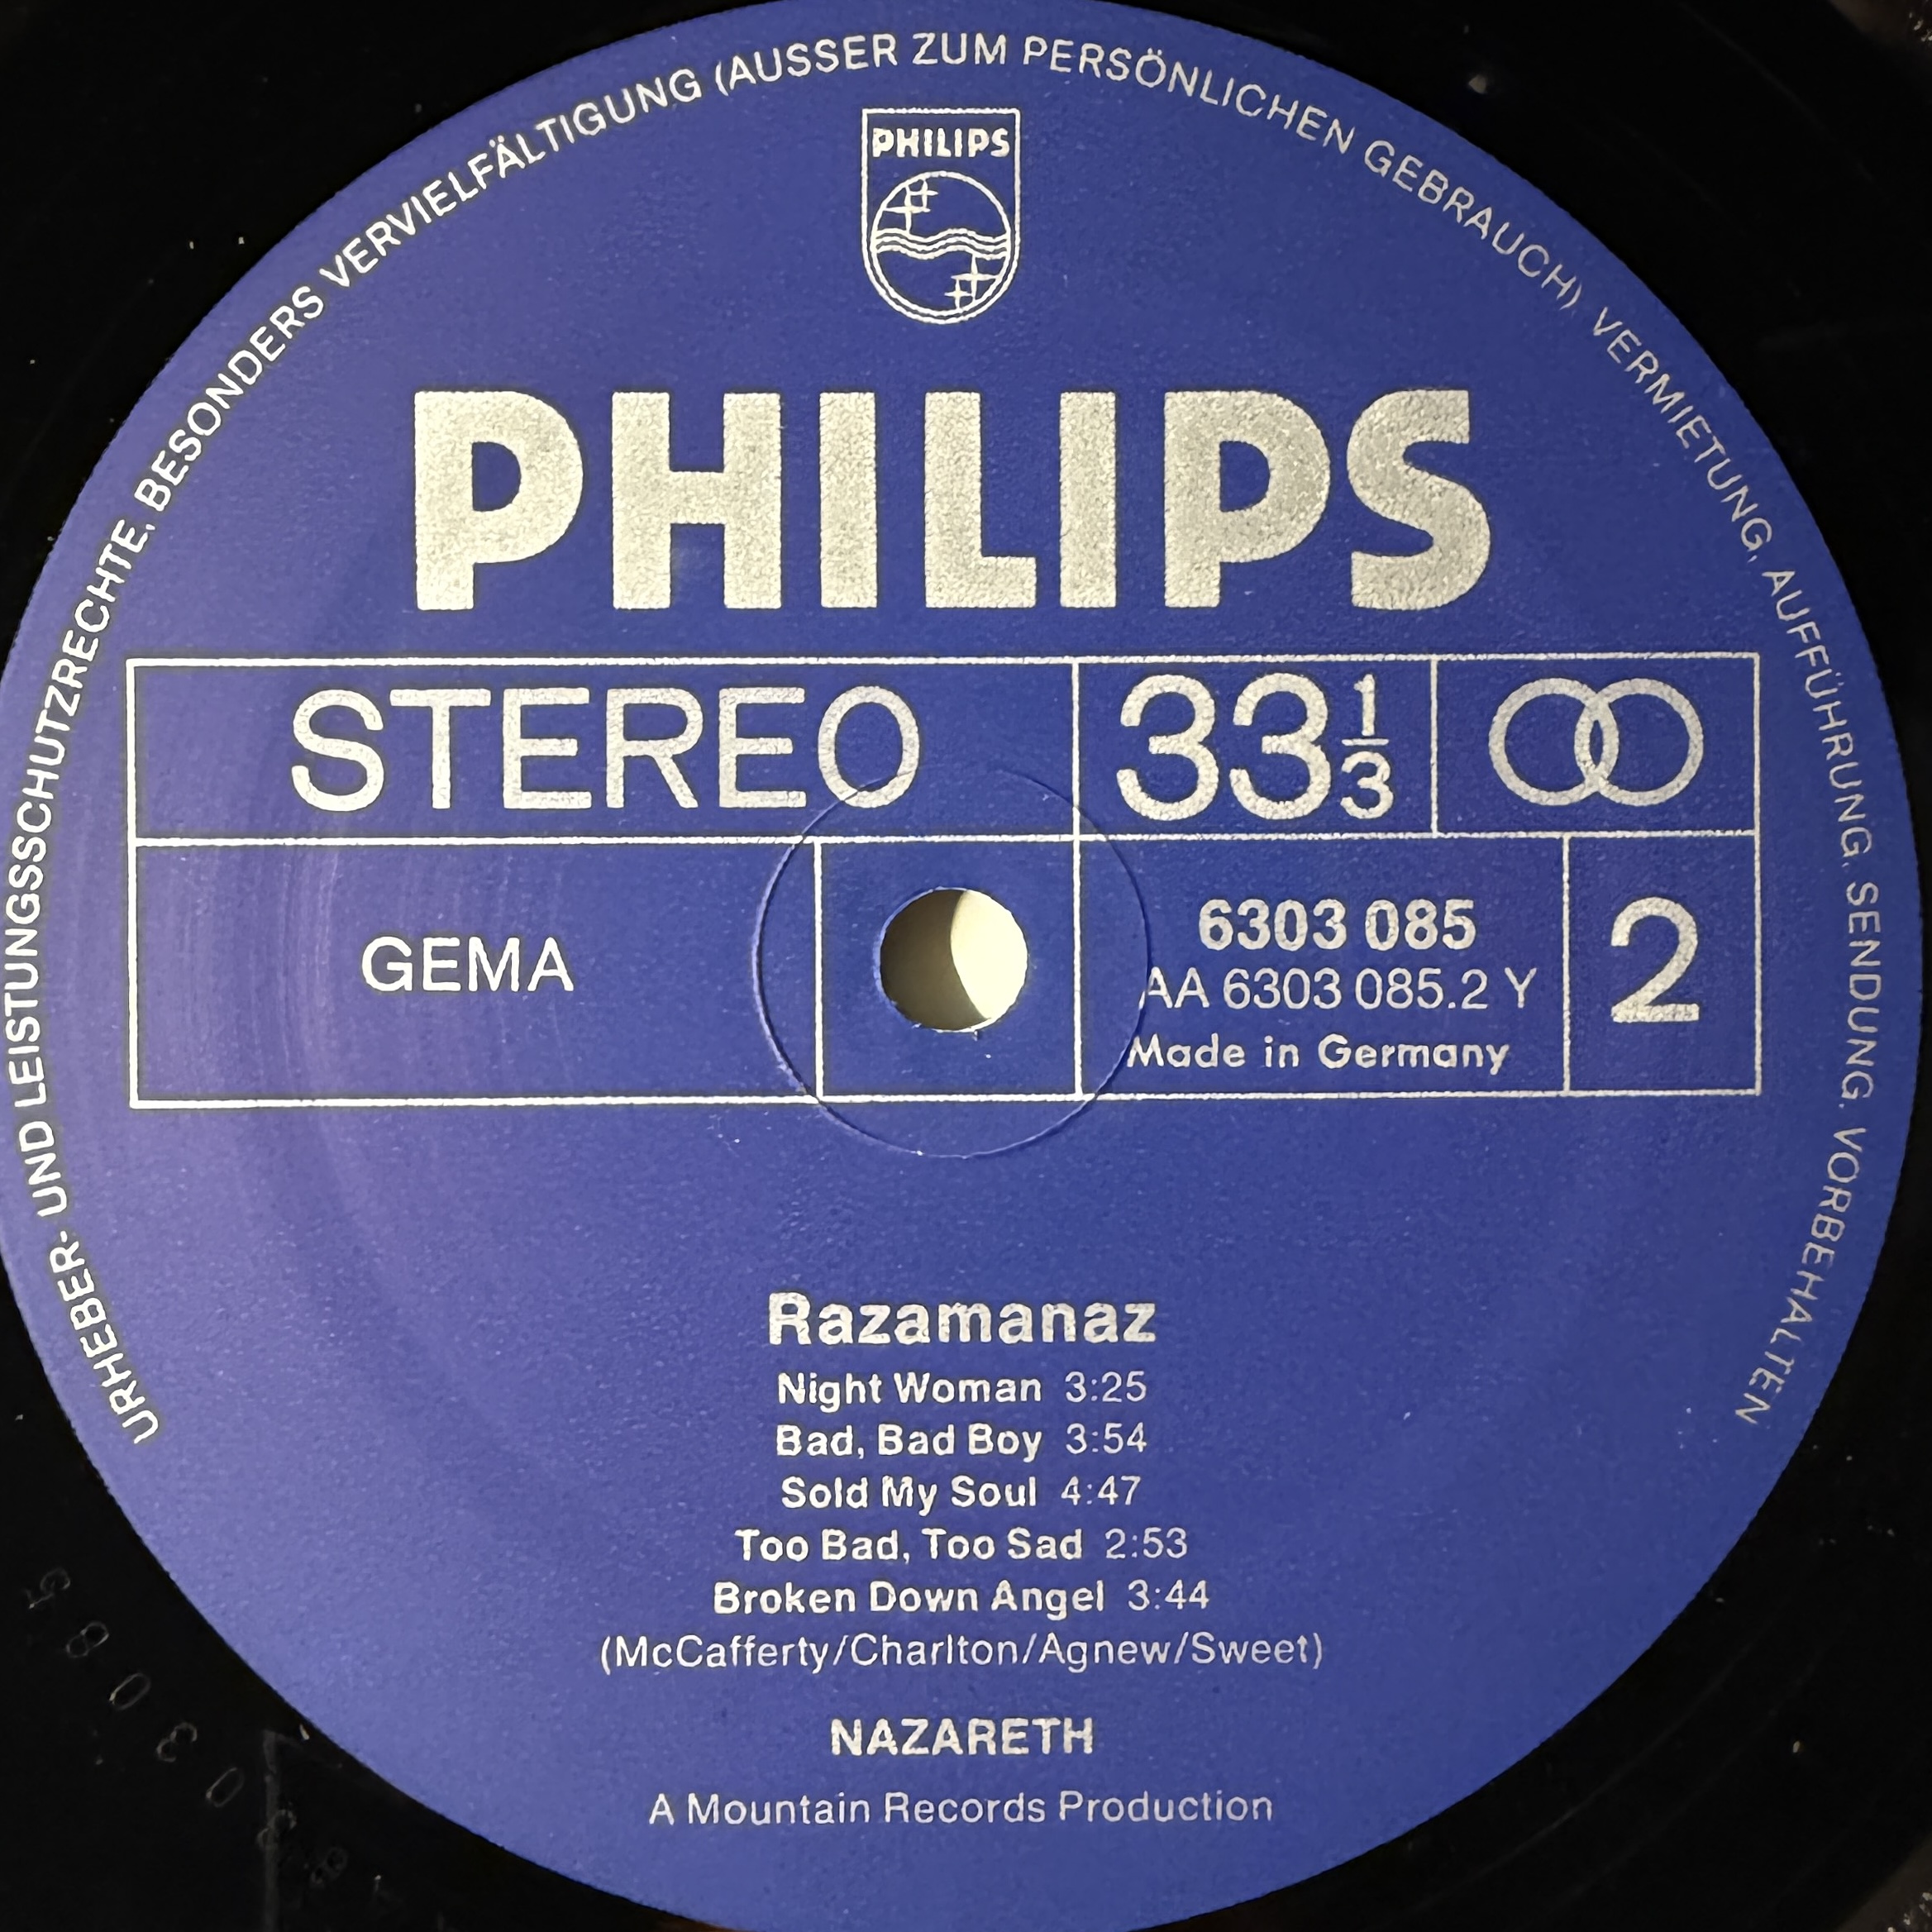 URHEBER- UND LEISTUNGSSCHUTZRECHTE, BESONDERS VERVIELFÄLTIGUNG (AUSSER ZUM PERSÖNLICHEN GEBRAUCH) VERMIETUNG, AUFFÜHRUNG, SENDUNG, VORBEHALTEN
PHILIPS
PHILIPS
STEREO 33 1/3
GEMA
6303 085
AA 6303 085.2 Y
Made in Germany
2
Razamanaz
Night Woman 3:25
Bad, Bad Boy 3:54
Sold My Soul 4:47
Too Bad, Too Sad 2:53
Broken Down Angel 3:44
(McCafferty/Charlton/Agnew/Sweet)
NAZARETH
A Mountain Records Production